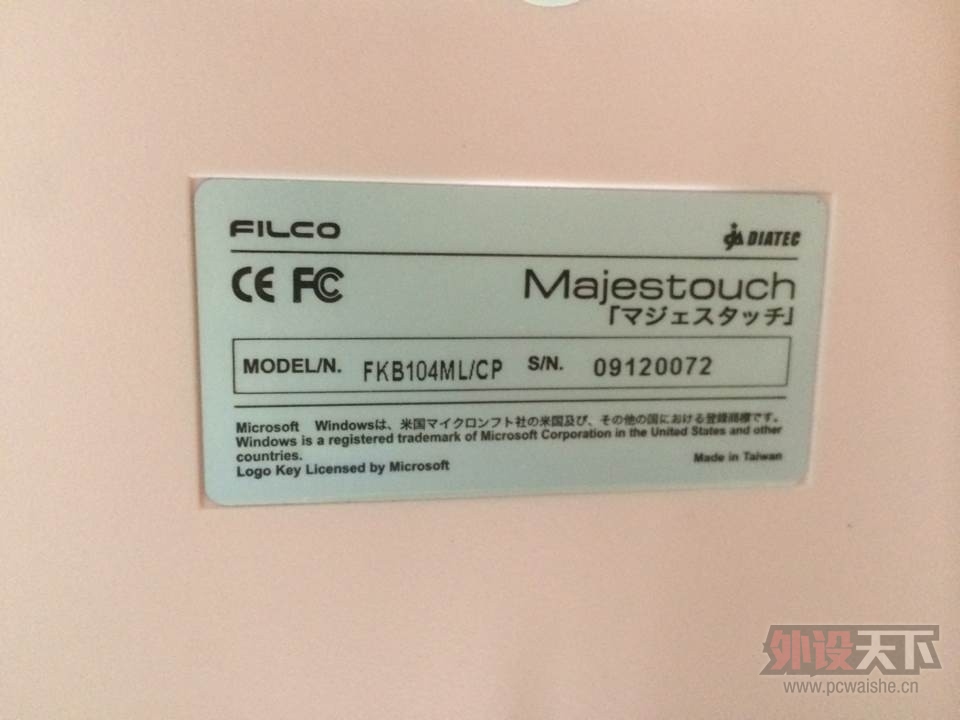 FILCO
DIATEC
CE FC
Majestouch
「マジェスタッチ」
MODEL/N. FKB104ML/CP S/N. 09120072
Microsoft Windowsは、米国マイクロンフト社の米国及び、その他の国における登録商標です。
Windows is a registered trademark of Microsoft Corporation in the United States and other
countries.
Logo Key Licensed by Microsoft
Made in Taiwan
外设天下
www.pcwaishe.cn